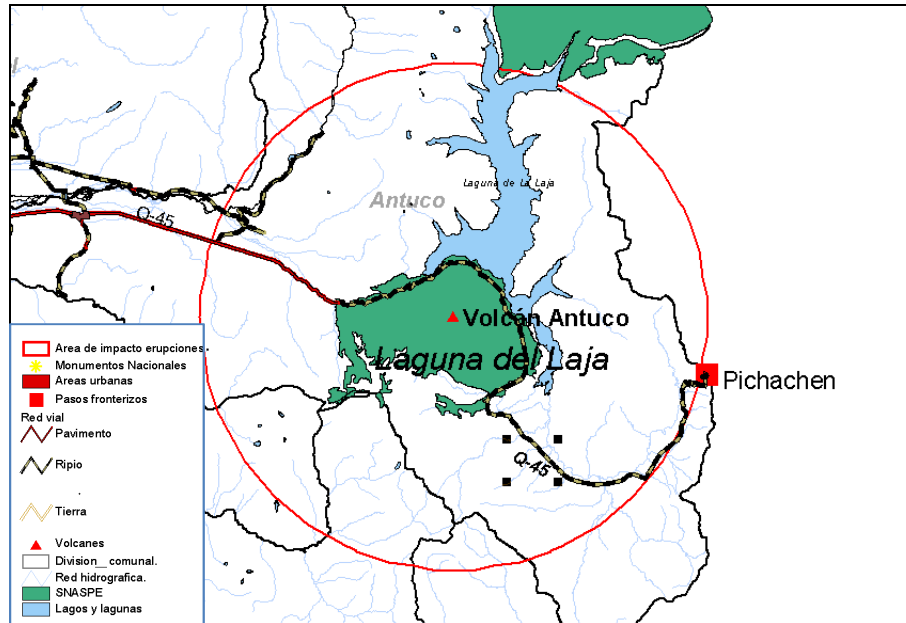 Q-45
Antuco
Laguna de La Laja
Volcán Antuco
Laguna del Laja
Pichachen
Q-45
Area de impacto erupciones.
Monumentos Nacionales
Areas urbanas
Pasos fronterizos
Red vial
Pavimento
Ripio
Tierra
Volcanes
Division_ comunal.
Red hidrografica.
SNASPE
Lagos y lagunas